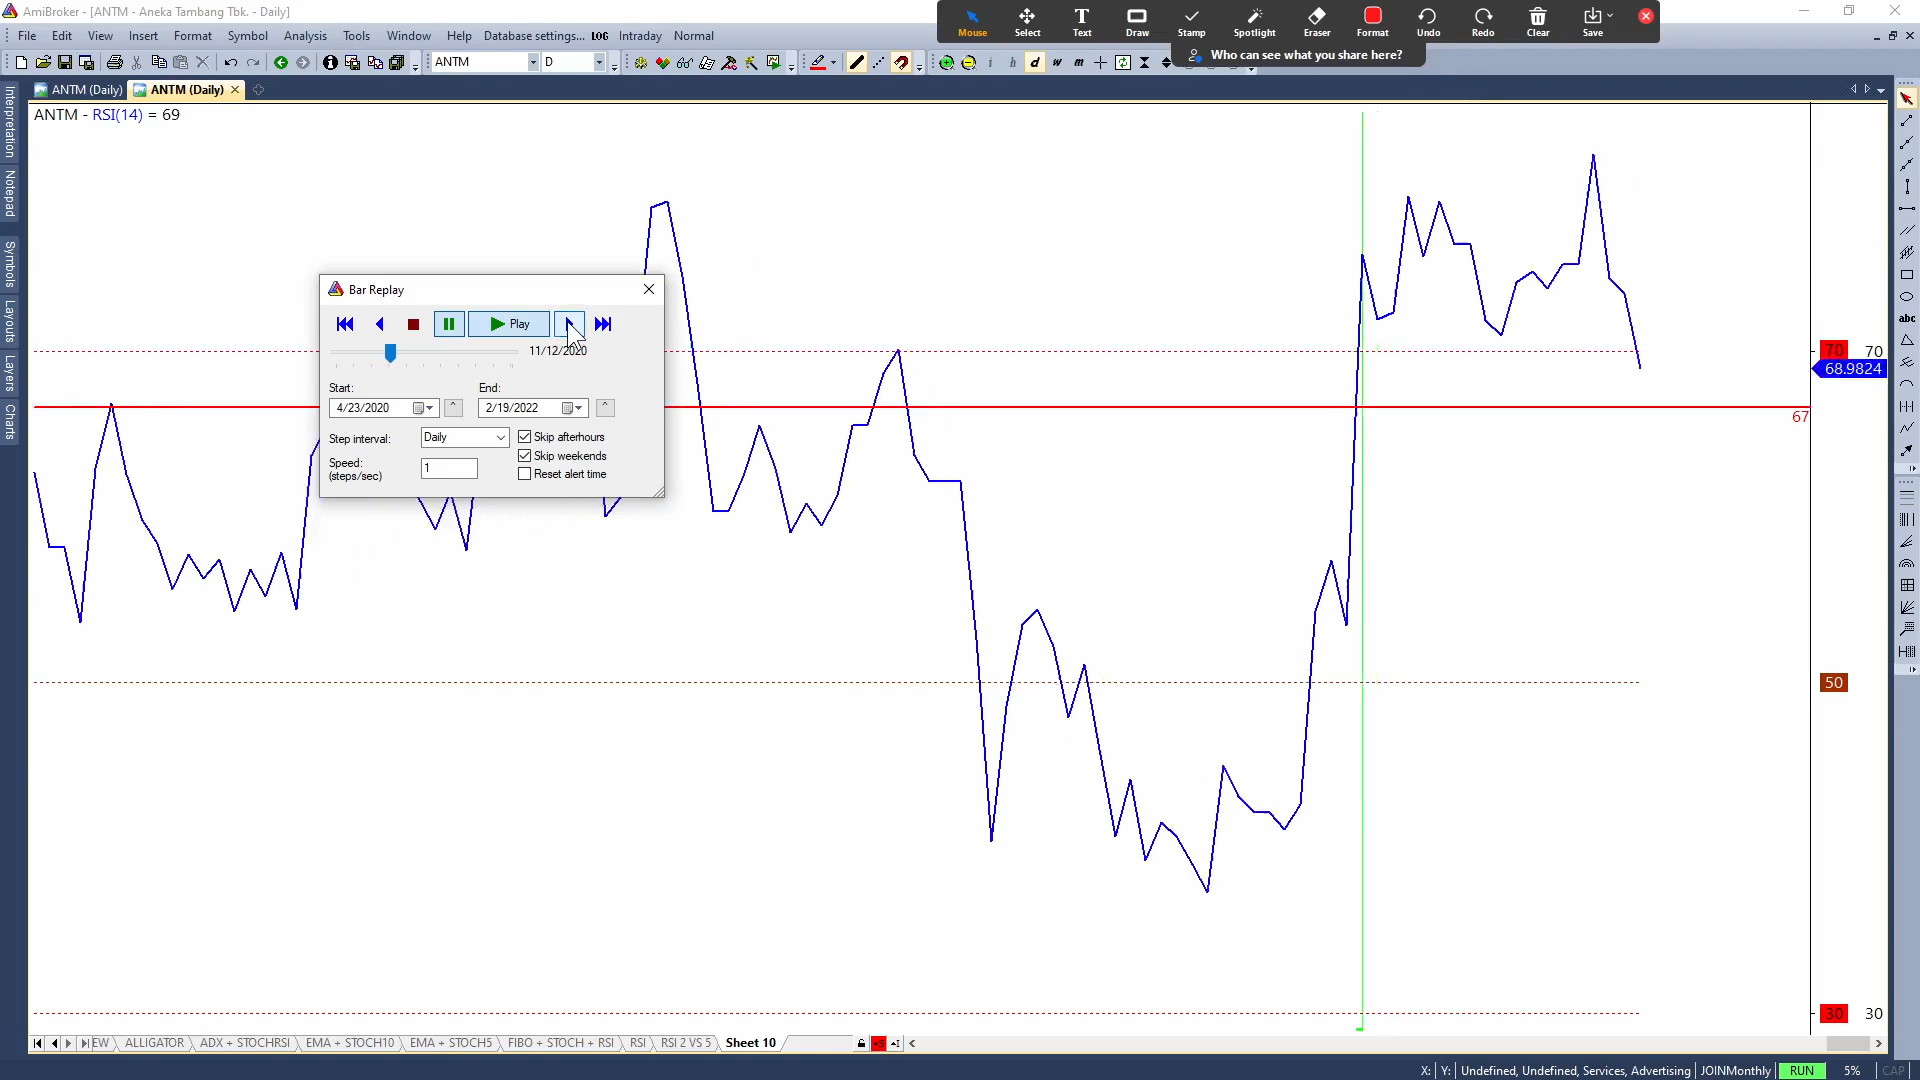 AmiBroker - [ANTM - Aneka Tambang Tbk. - Daily]
Mouse Select Text Draw Stamp Spotlight Eraser Format Undo Redo Clear Save
Who can see what you share here?
File Edit View Insert Format Symbol Analysis Tools Window Help Database settings... LOG Intraday Normal
ANTM D i h d w m
ANTM (Daily) ANTM (Daily)
ANTM - RSI(14) = 69
Interpretation
Notepad
Symbols
Layouts
Layers
Charts
Bar Replay
Play
11/12/2020
Start: End:
4/23/2020 2/19/2022
Step interval: Daily Skip afterhours
Skip weekends
Speed: 1
(steps/sec) Reset alert time
70 70
68.9824
67
50
30 30
abc
EW ALLIGATOR ADX + STOCHRSI EMA + STOCH10 EMA + STOCH5 FIBO + STOCH + RSI RSI RSI 2 VS 5 Sheet 10
X: Y: Undefined, Undefined, Services, Advertising JOINMonthly RUN 5% CAP